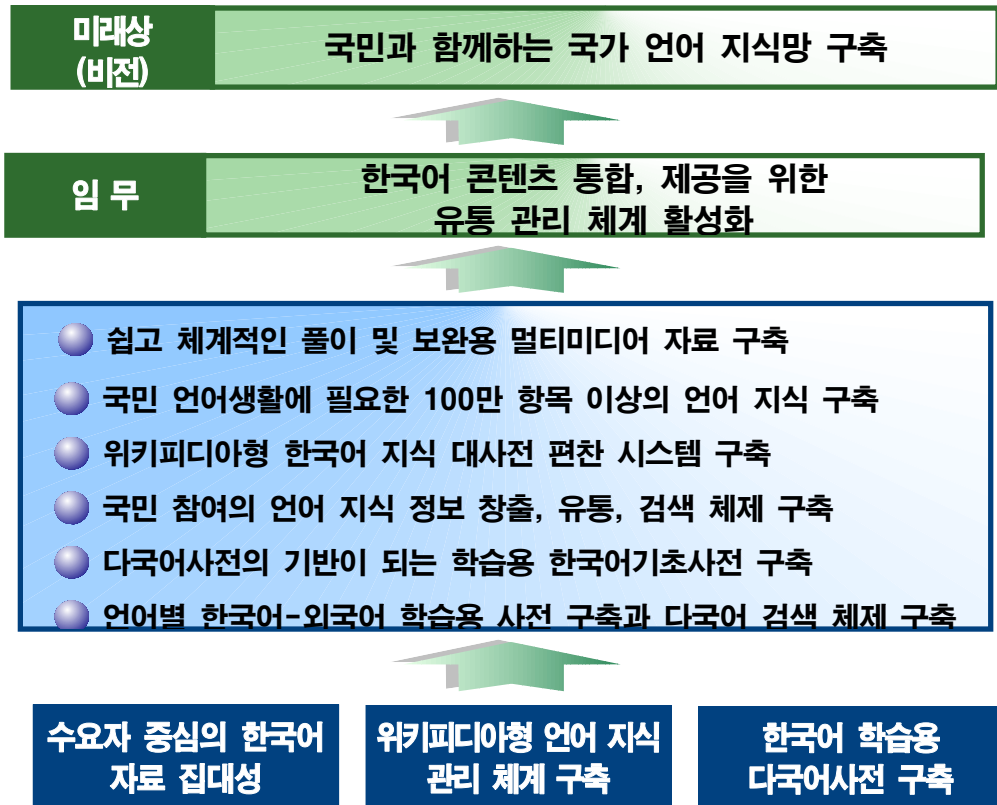 미래상
(비전)
국민과 함께하는 국가 언어 지식망 구축
임 무
한국어 콘텐츠 통합, 제공을 위한
유통 관리 체계 활성화
쉽고 체계적인 풀이 및 보완용 멀티미디어 자료 구축
국민 언어생활에 필요한 100만 항목 이상의 언어 지식 구축
위키피디아형 한국어 지식 대사전 편찬 시스템 구축
국민 참여의 언어 지식 정보 창출, 유통, 검색 체제 구축
다국어사전의 기반이 되는 학습용 한국어기초사전 구축
언어별 한국어-외국어 학습용 사전 구축과 다국어 검색 체제 구축
수요자 중심의 한국어
자료 집대성
위키피디아형 언어 지식
관리 체계 구축
한국어 학습용
다국어사전 구축